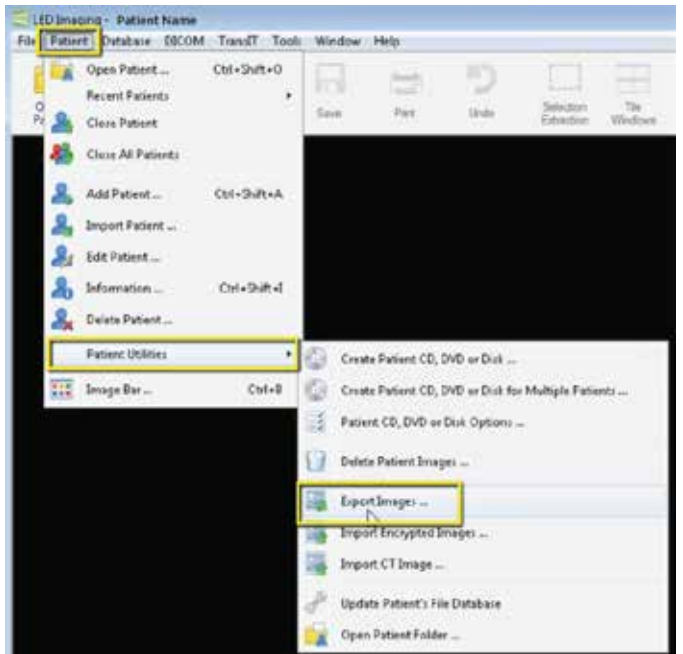 LED Imaging - Patient Name
File Patient Database DICOM TransIT Tools Window Help
Open Patient ... Ctrl+Shift+O
Recent Patients
Close Patient
Close All Patients
Add Patient ... Ctrl+Shift+A
Import Patient ...
Edit Patient ...
Information ... Ctrl+Shift+I
Delete Patient ...
Patient Utilities
Image Bar ... Ctrl+B
Save Print Undo Selection Extraction Tile Windows
Create Patient CD, DVD or Disk ...
Create Patient CD, DVD or Disk for Multiple Patients ...
Patient CD, DVD or Disk Options ...
Delete Patient Images ...
Export Images ...
Import Encrypted Images ...
Import CT Image ...
Update Patient's File Database
Open Patient Folder ...